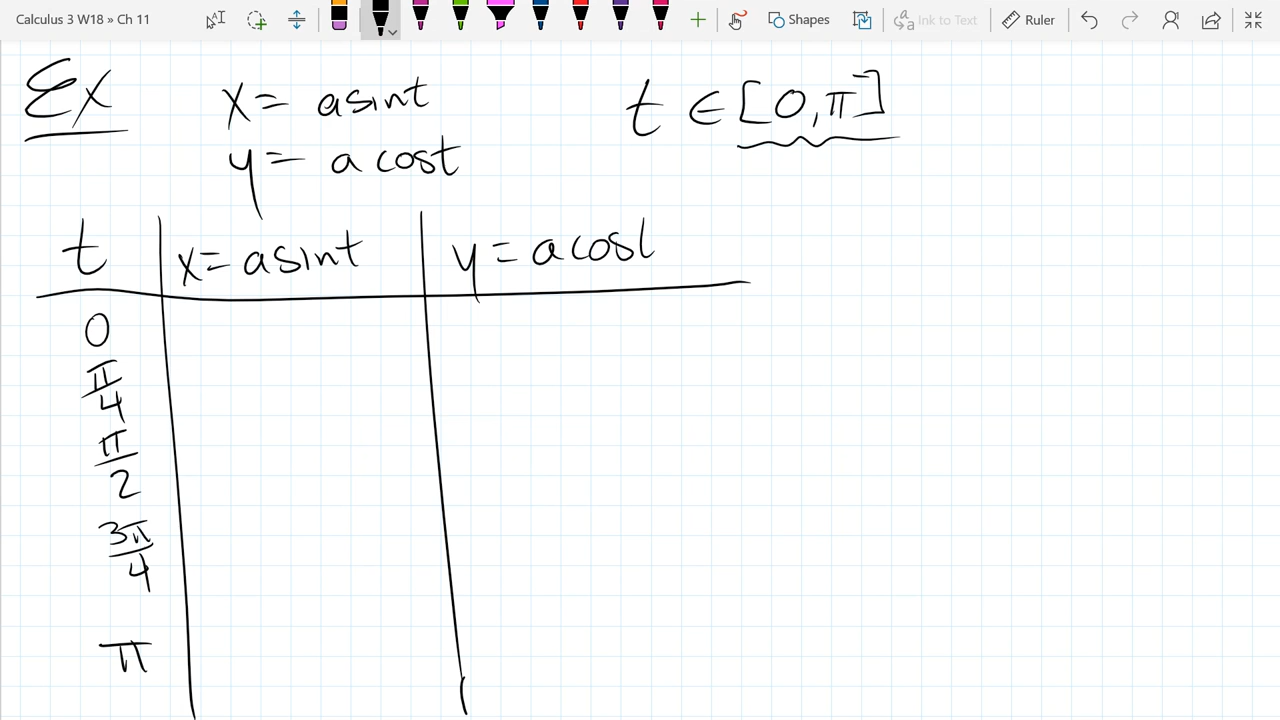 Calculus 3 W18 » Ch 11
Shapes
Ink to Text
Ruler
Ex x = a sin t t ∈ [0, π]
y = a cos t
t x = a sin t y = a cos t
0
π/4
π/2
3π/4
π